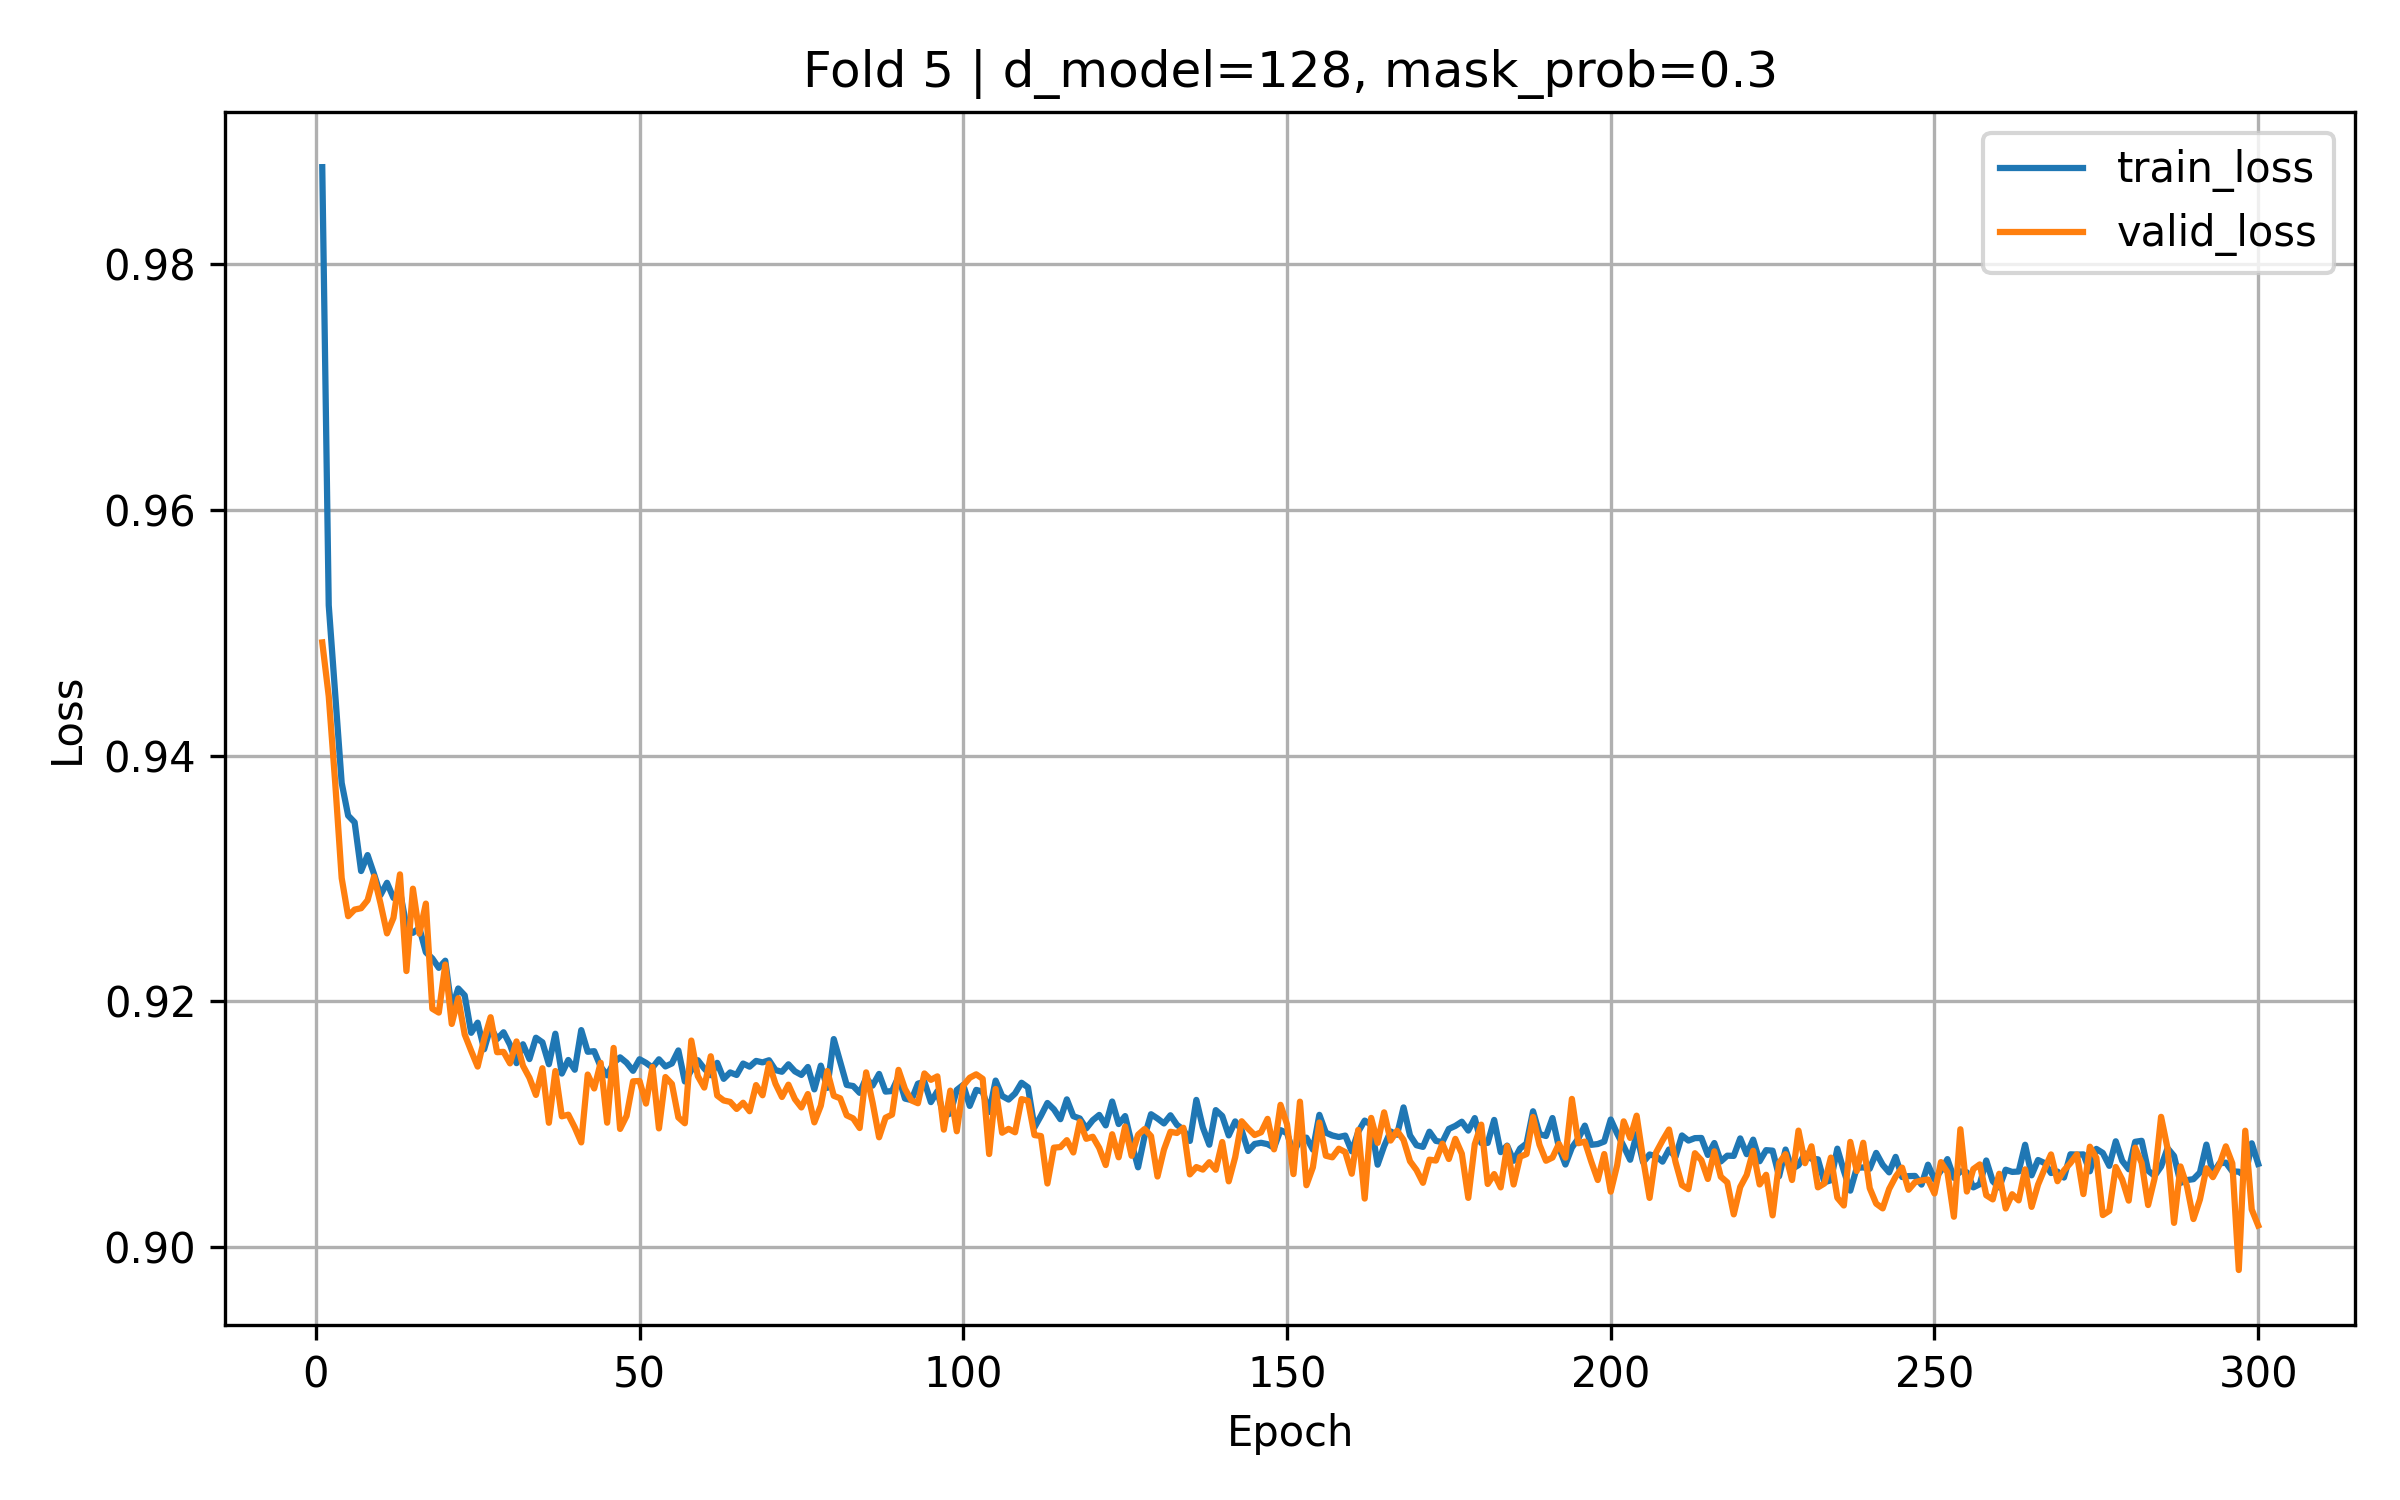 Fold 5 | d_model=128, mask_prob=0.3
train_loss
valid_loss
0.98
0.96
0.94
0.92
0.90
Loss
0 50 100 150 200 250 300
Epoch